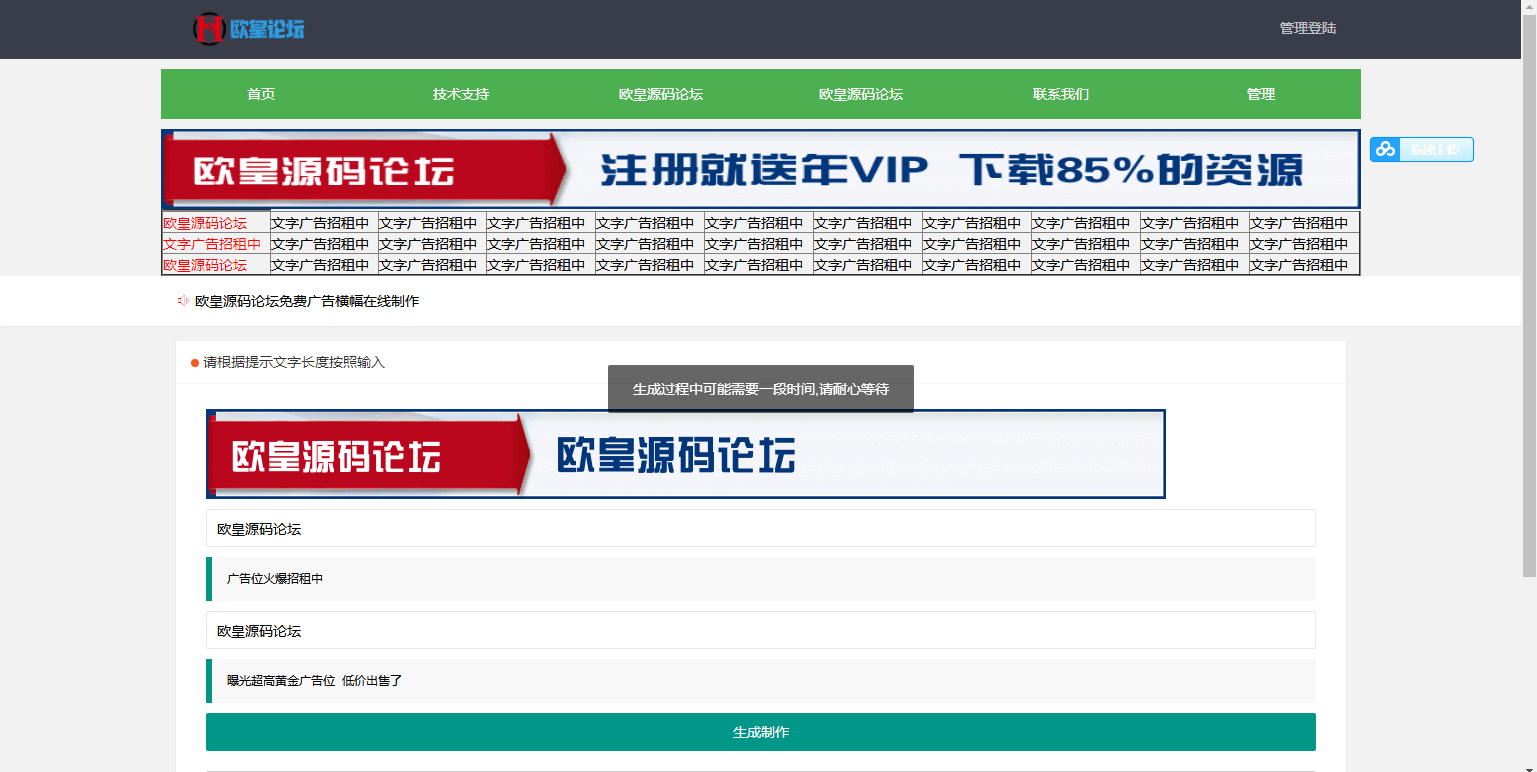 欧皇论坛
管理登陆
首页 技术支持 欧皇源码论坛 欧皇源码论坛 联系我们 管理
欧皇源码论坛 注册就送年VIP 下载85%的资源
欧皇源码论坛 文字广告招租中 文字广告招租中 文字广告招租中 文字广告招租中 文字广告招租中 文字广告招租中 文字广告招租中 文字广告招租中 文字广告招租中 文字广告招租中
文字广告招租中 文字广告招租中 文字广告招租中 文字广告招租中 文字广告招租中 文字广告招租中 文字广告招租中 文字广告招租中 文字广告招租中 文字广告招租中 文字广告招租中
欧皇源码论坛 文字广告招租中 文字广告招租中 文字广告招租中 文字广告招租中 文字广告招租中 文字广告招租中 文字广告招租中 文字广告招租中 文字广告招租中 文字广告招租中
欧皇源码论坛免费广告横幅在线制作
请根据提示文字长度按照输入
生成过程中可能需要一段时间,请耐心等待
欧皇源码论坛 欧皇源码论坛
欧皇源码论坛
广告位火爆招租中
欧皇源码论坛
曝光超高黄金广告位 低价出售了
生成制作